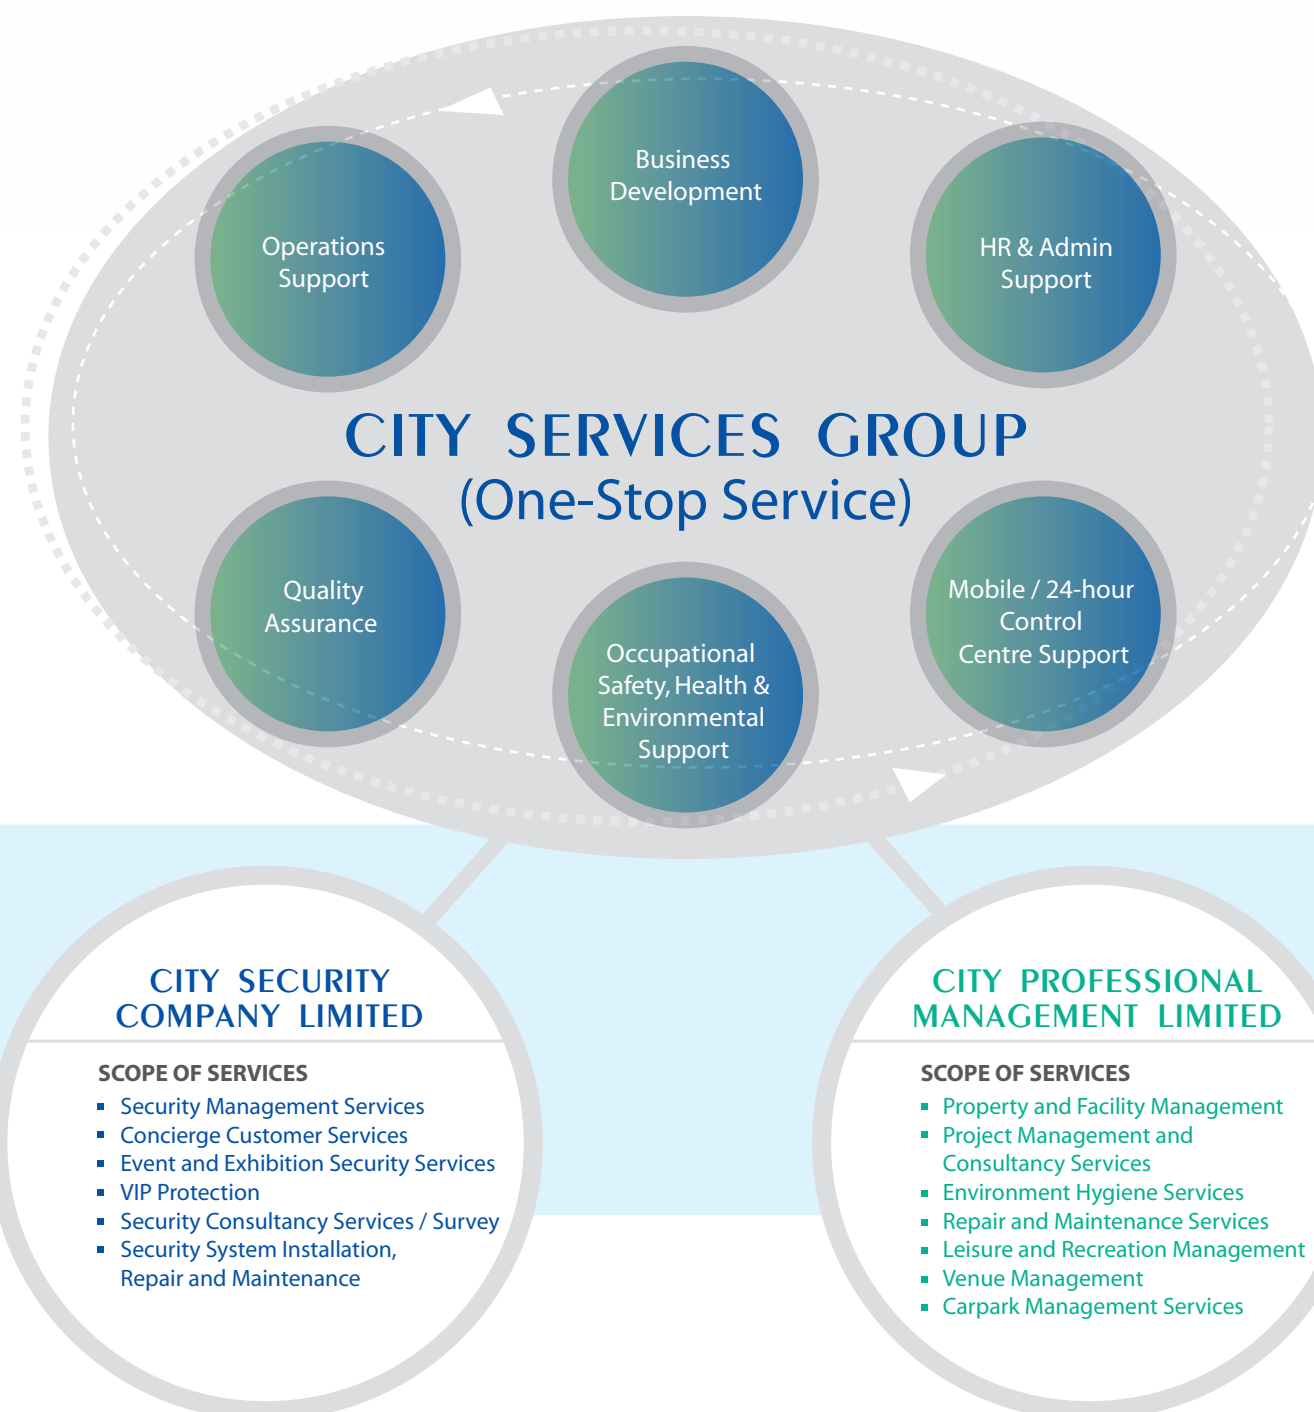 Business
Development
Operations
Support
HR & Admin
Support
CITY SERVICES GROUP
(One-Stop Service)
Quality
Assurance
Occupational
Safety, Health &
Environmental
Support
Mobile / 24-hour
Control
Centre Support
CITY SECURITY
COMPANY LIMITED
SCOPE OF SERVICES
▪ Security Management Services
▪ Concierge Customer Services
▪ Event and Exhibition Security Services
▪ VIP Protection
▪ Security Consultancy Services / Survey
▪ Security System Installation,
Repair and Maintenance
CITY PROFESSIONAL
MANAGEMENT LIMITED
SCOPE OF SERVICES
▪ Property and Facility Management
▪ Project Management and
Consultancy Services
▪ Environment Hygiene Services
▪ Repair and Maintenance Services
▪ Leisure and Recreation Management
▪ Venue Management
▪ Carpark Management Services